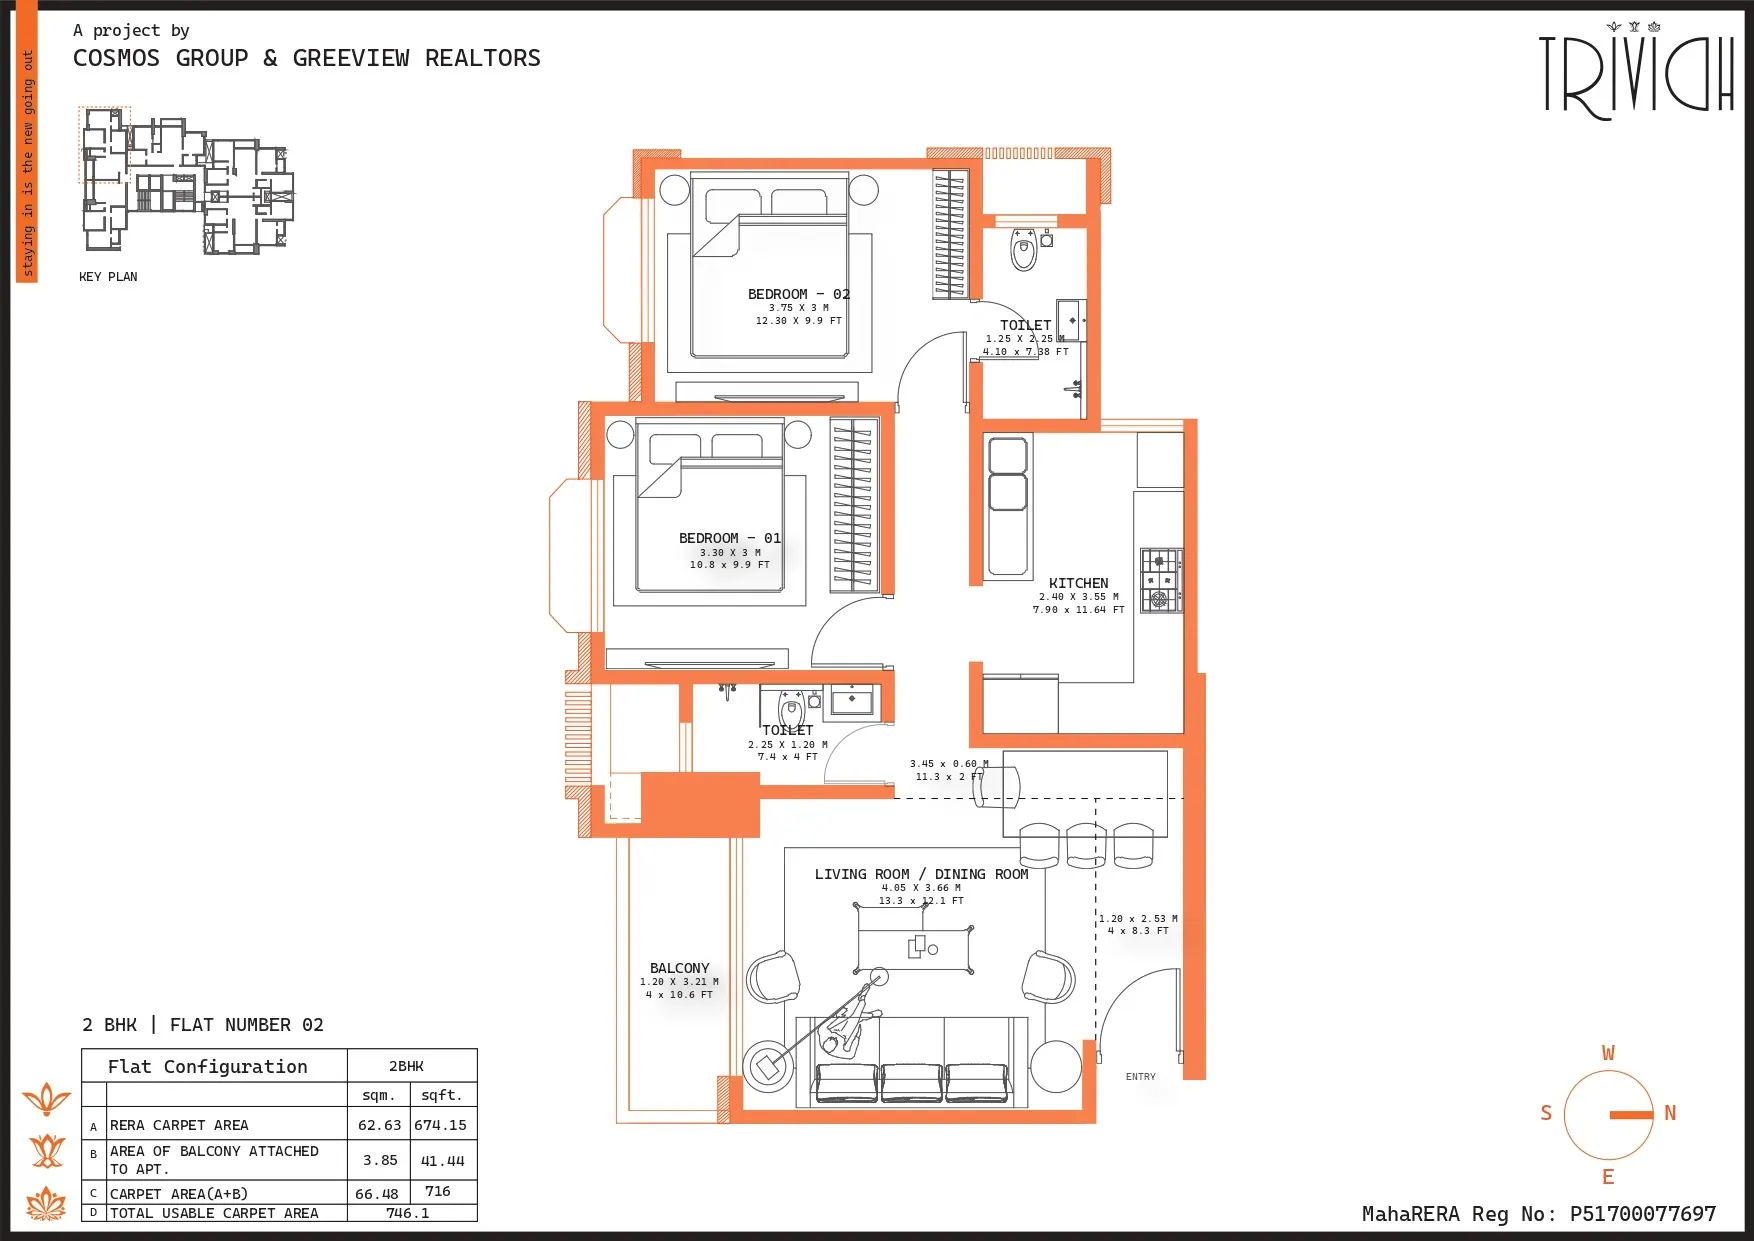 A project by
COSMOS GROUP & GREEVIEW REALTORS
TRIVIDH
staying in is the new going out
KEY PLAN
BEDROOM - 02
3.75 X 3 M
12.30 X 9.9 FT
TOILET
1.25 X 2.25 M
4.10 x 7.38 FT
BEDROOM - 01
3.30 X 3 M
10.8 x 9.9 FT
KITCHEN
2.40 X 3.55 M
7.90 x 11.64 FT
TOILET
2.25 X 1.20 M
7.4 x 4 FT
3.45 x 0.60 M
11.3 x 2 FT
LIVING ROOM / DINING ROOM
4.05 X 3.66 M
13.3 x 12.1 FT
1.20 x 2.53 M
4 x 8.3 FT
BALCONY
1.20 X 3.21 M
4 x 10.6 FT
ENTRY
2 BHK | FLAT NUMBER 02
Flat Configuration 2BHK
sqm. sqft.
A RERA CARPET AREA 62.63 674.15
B AREA OF BALCONY ATTACHED
TO APT. 3.85 41.44
C CARPET AREA(A+B) 66.48 716
D TOTAL USABLE CARPET AREA 746.1
W
S N
E
MahaRERA Reg No: P51700077697